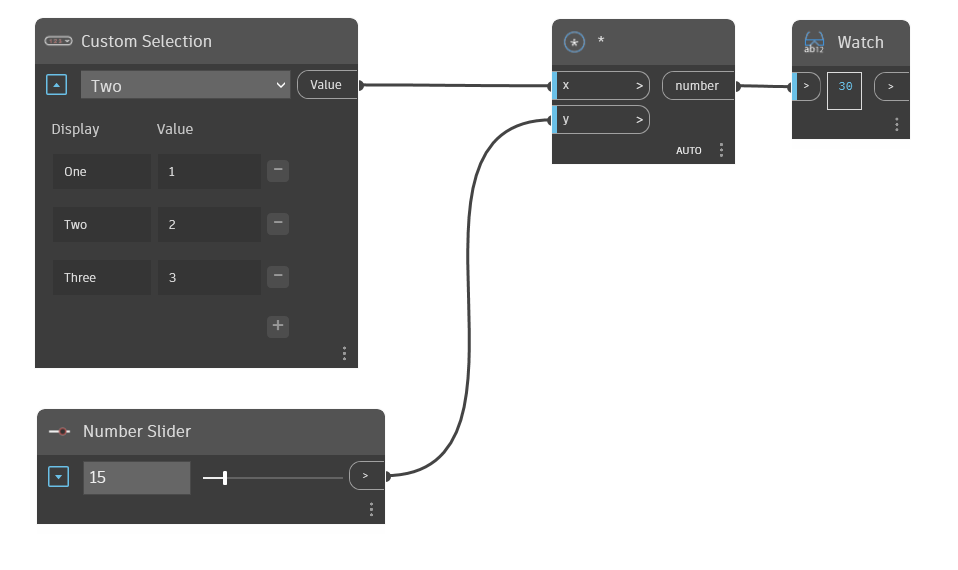 Custom Selection
Two
Value
Display Value
One 1
Two 2
Three 3
+
Number Slider
15 >
*
x > number
y >
AUTO
Watch
> 30 >